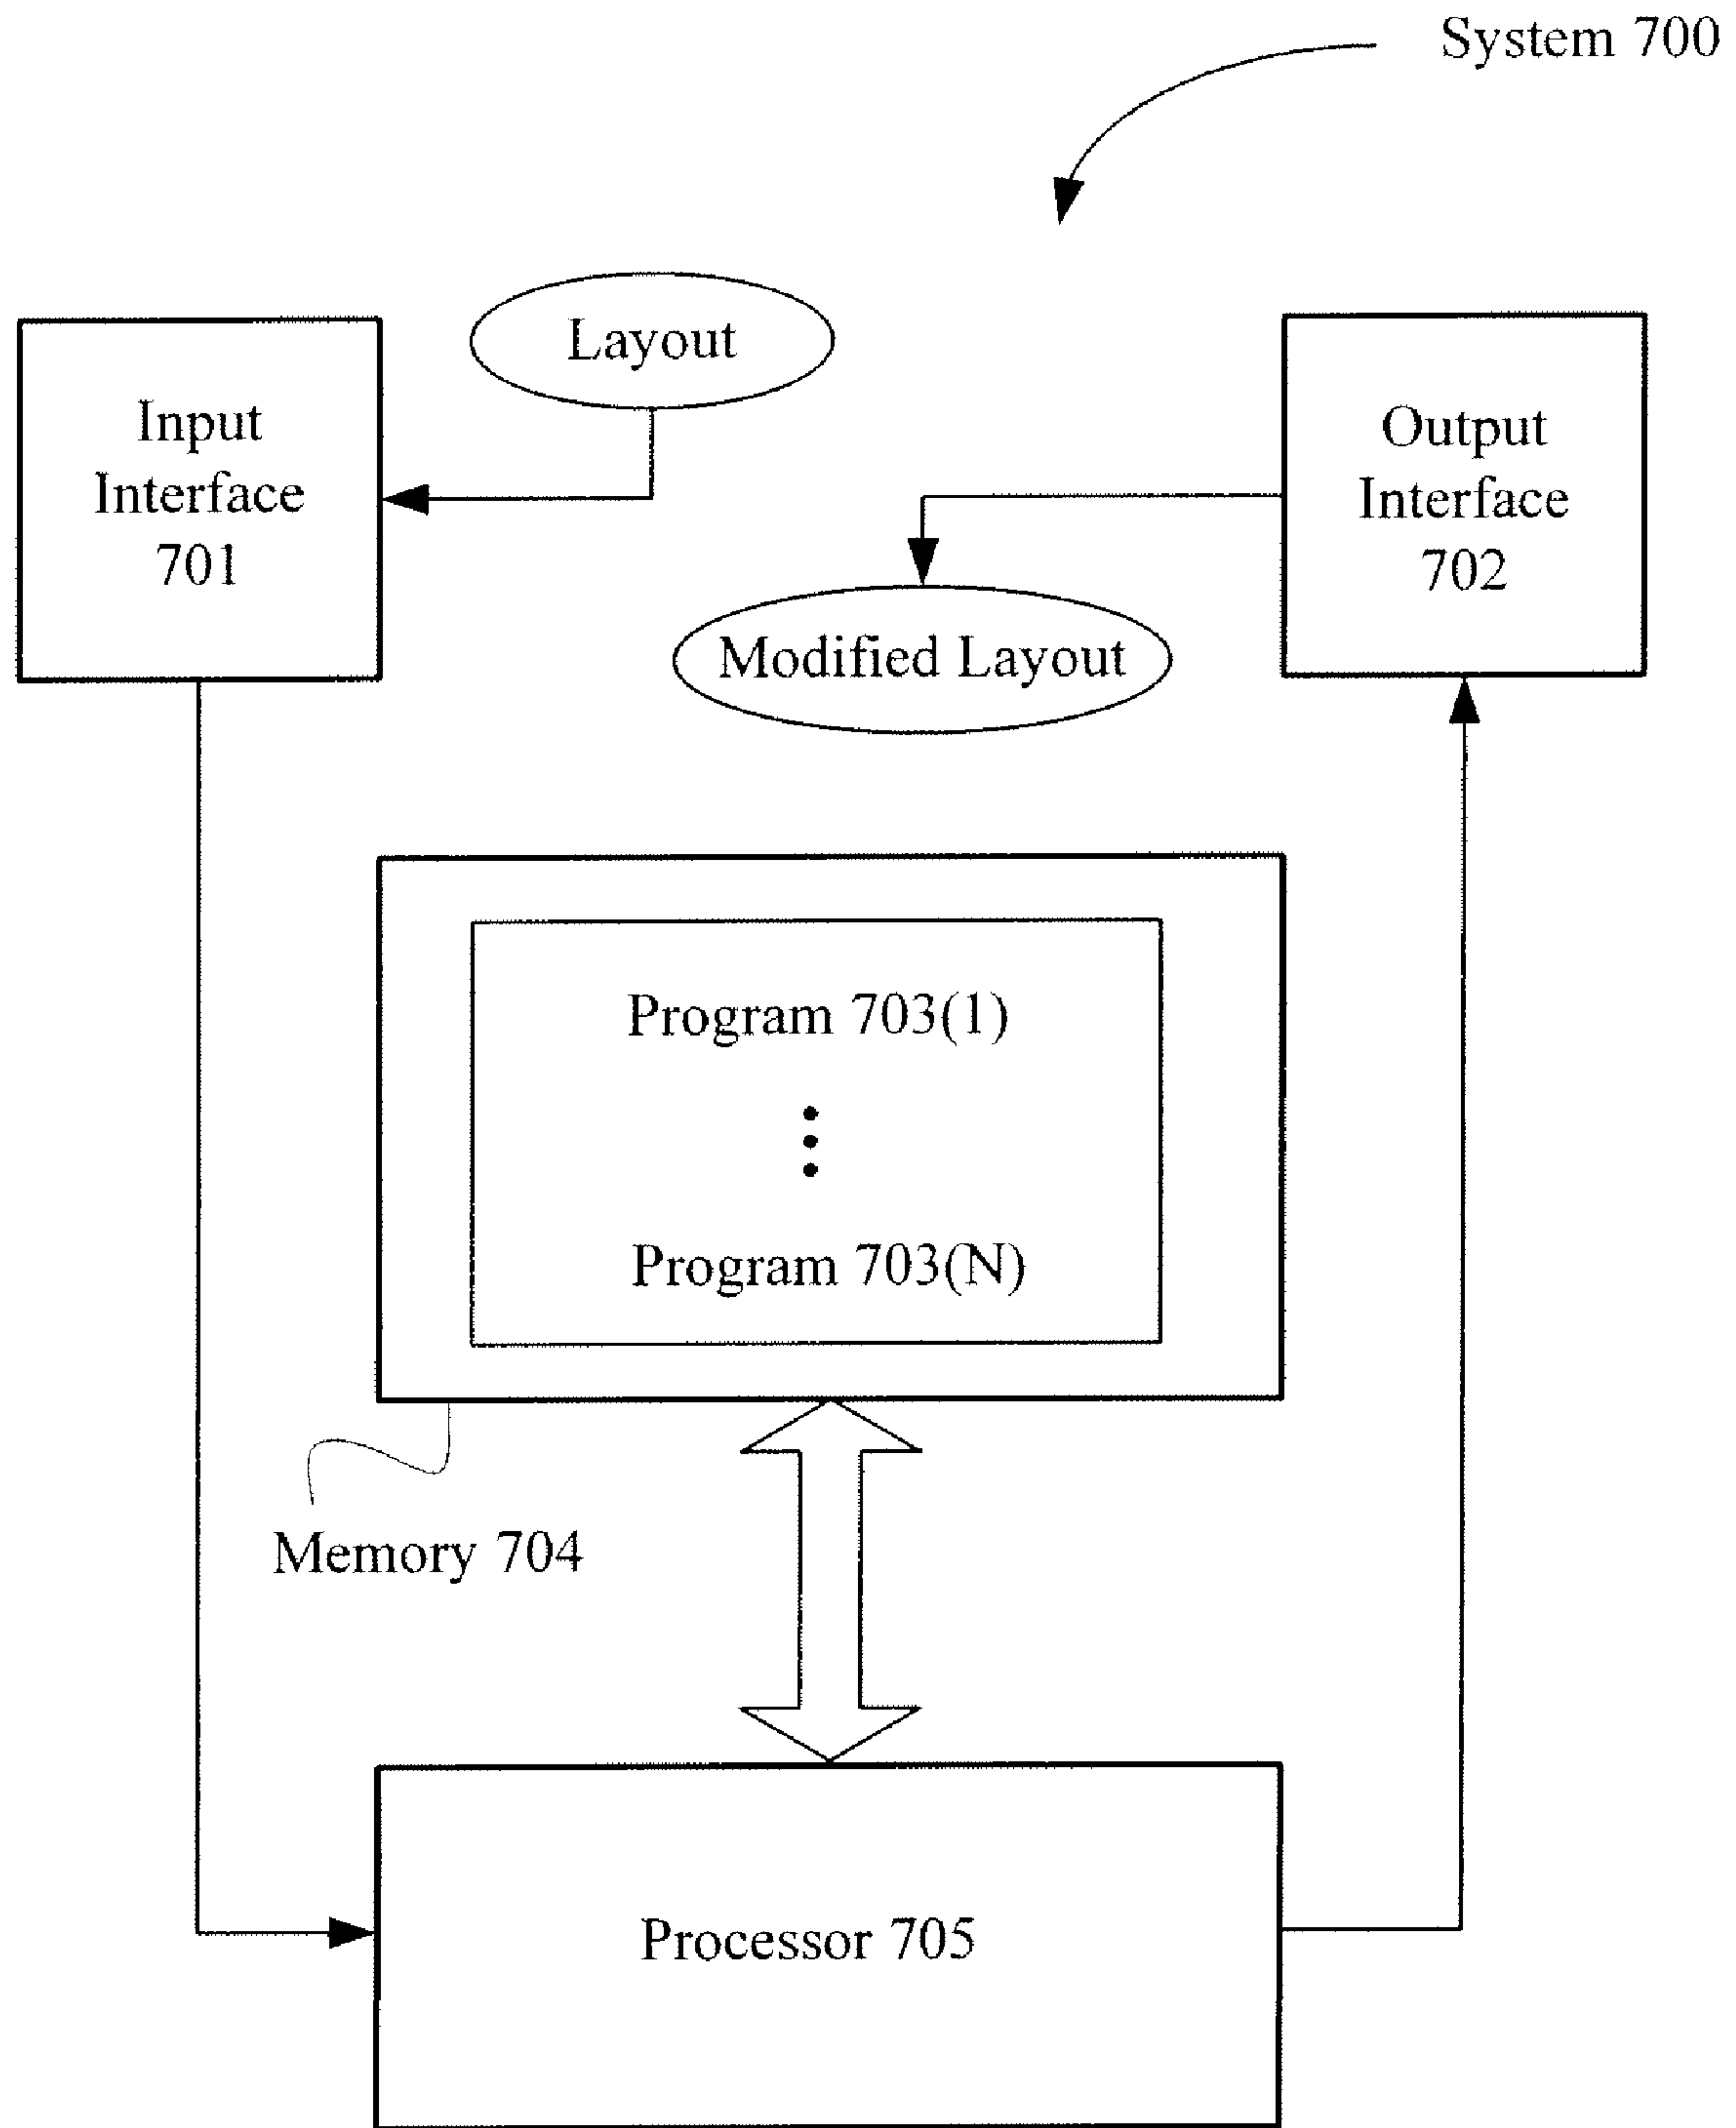 System 700
Layout
Input
Interface
701
Output
Interface
702
Modified Layout
Program 703(1)
Program 703(N)
Memory 704
Processor 705